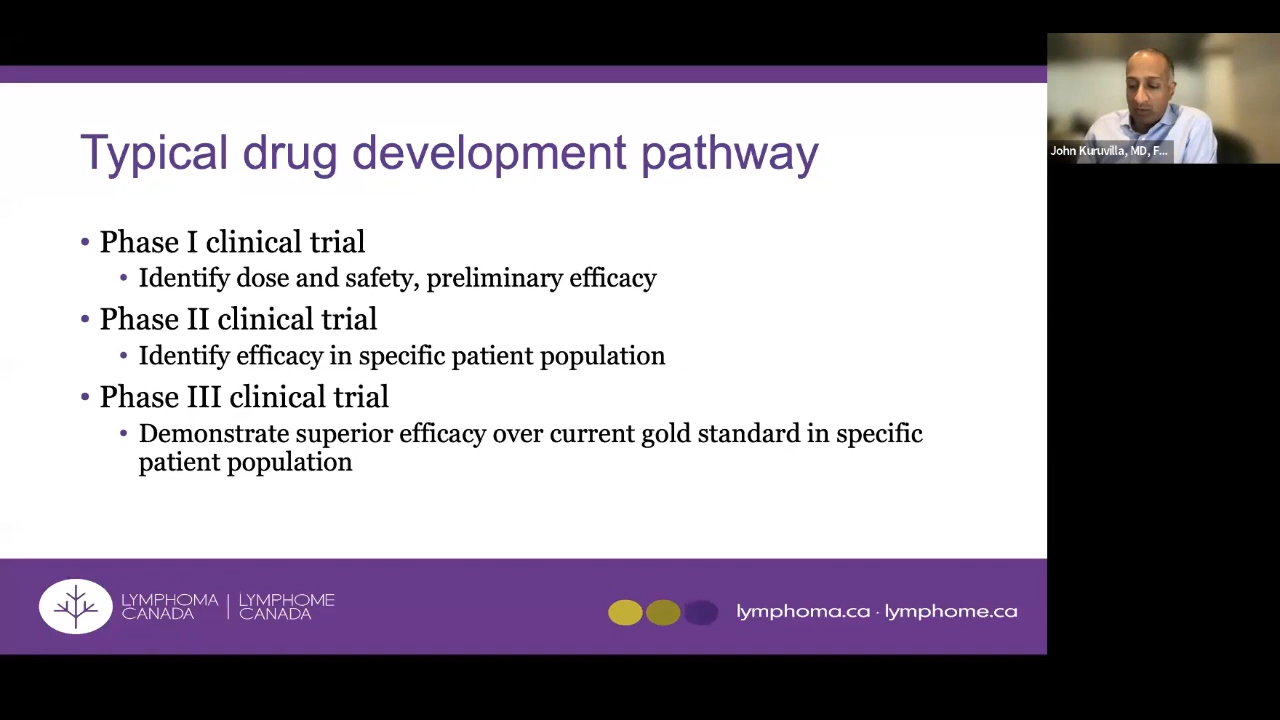 Typical drug development pathway
• Phase I clinical trial
• Identify dose and safety, preliminary efficacy
• Phase II clinical trial
• Identify efficacy in specific patient population
• Phase III clinical trial
• Demonstrate superior efficacy over current gold standard in specific
patient population
John Kuruvilla, MD, F...
LYMPHOMA | LYMPHOME
CANADA | CANADA
lymphoma.ca · lymphome.ca